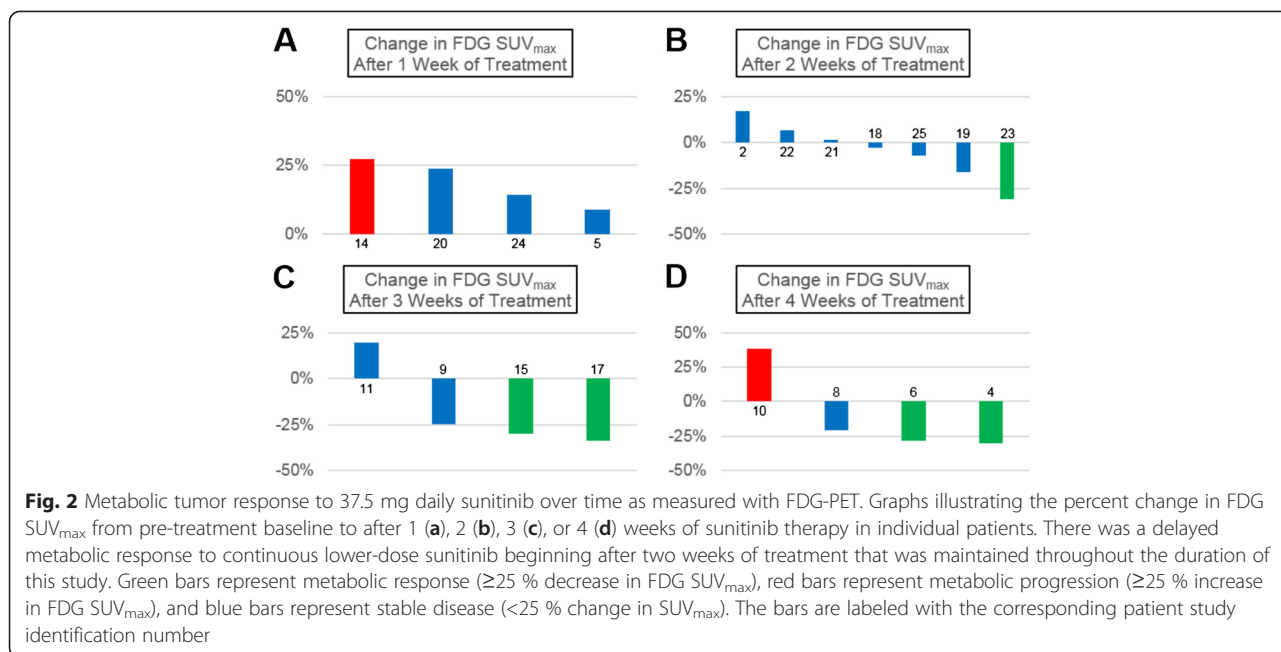 A
Change in FDG SUVmax
After 1 Week of Treatment
50%
25%
0%
14
20
24
5
B
Change in FDG SUVmax
After 2 Weeks of Treatment
25%
0%
-25%
-50%
2
22
21
18
25
19
23
C
Change in FDG SUVmax
After 3 Weeks of Treatment
25%
0%
-25%
-50%
11
9
15
17
D
Change in FDG SUVmax
After 4 Weeks of Treatment
50%
25%
0%
-25%
-50%
10
8
6
4
Fig. 2 Metabolic tumor response to 37.5 mg daily sunitinib over time as measured with FDG-PET. Graphs illustrating the percent change in FDG
SUVmax from pre-treatment baseline to after 1 (a), 2 (b), 3 (c), or 4 (d) weeks of sunitinib therapy in individual patients. There was a delayed
metabolic response to continuous lower-dose sunitinib beginning after two weeks of treatment that was maintained throughout the duration of
this study. Green bars represent metabolic response (≥25 % decrease in FDG SUVmax), red bars represent metabolic progression (≥25 % increase
in FDG SUVmax), and blue bars represent stable disease (<25 % change in SUVmax). The bars are labeled with the corresponding patient study
identification number